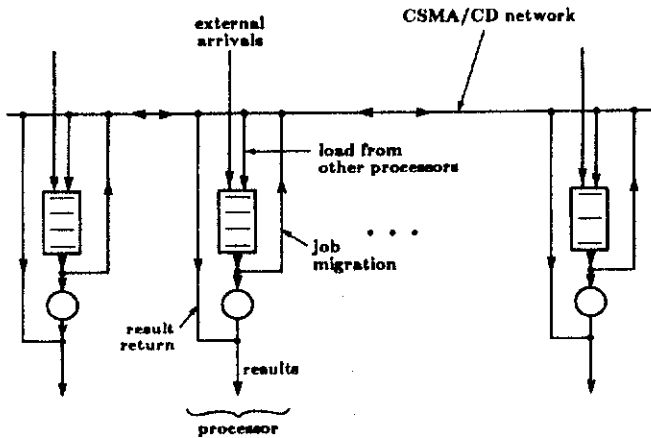 external
arrivals
CSMA/CD network
load from
other processors
job
migration
result
return
results
processor